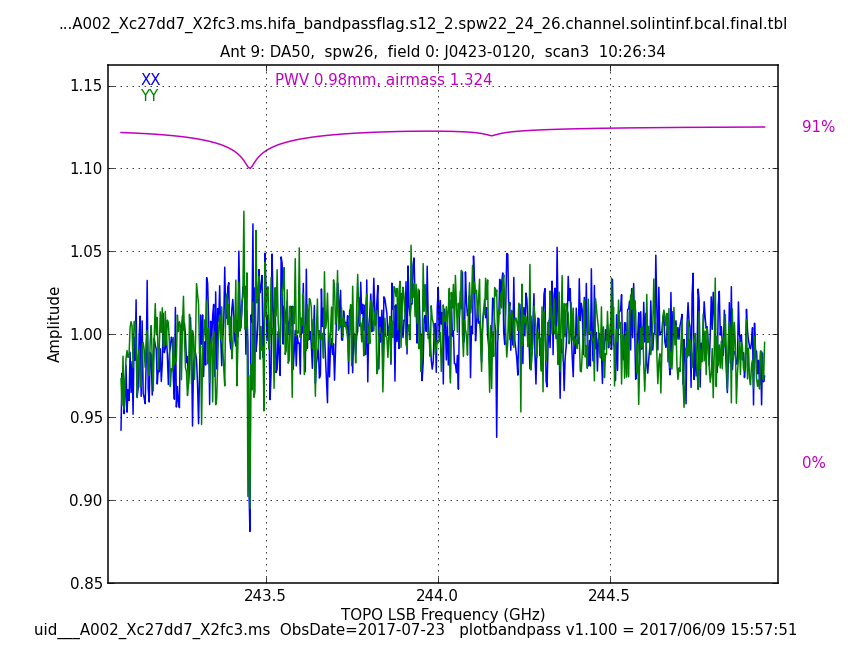 ...A002_Xc27dd7_X2fc3.ms.hifa_bandpassflag.s12_2.spw22_24_26.channel.solintinf.bcal.final.tbl
Ant 9: DA50,  spw26,  field 0: J0423-0120,  scan3  10:26:34
XX
PWV 0.98mm, airmass 1.324
YY
1.15
91%
1.10
1.05
1.00
Amplitude
0.95
0%
0.90
0.85
243.5
244.0
244.5
TOPO LSB Frequency (GHz)
uid___A002_Xc27dd7_X2fc3.ms  ObsDate=2017-07-23   plotbandpass v1.100 = 2017/06/09 15:57:51